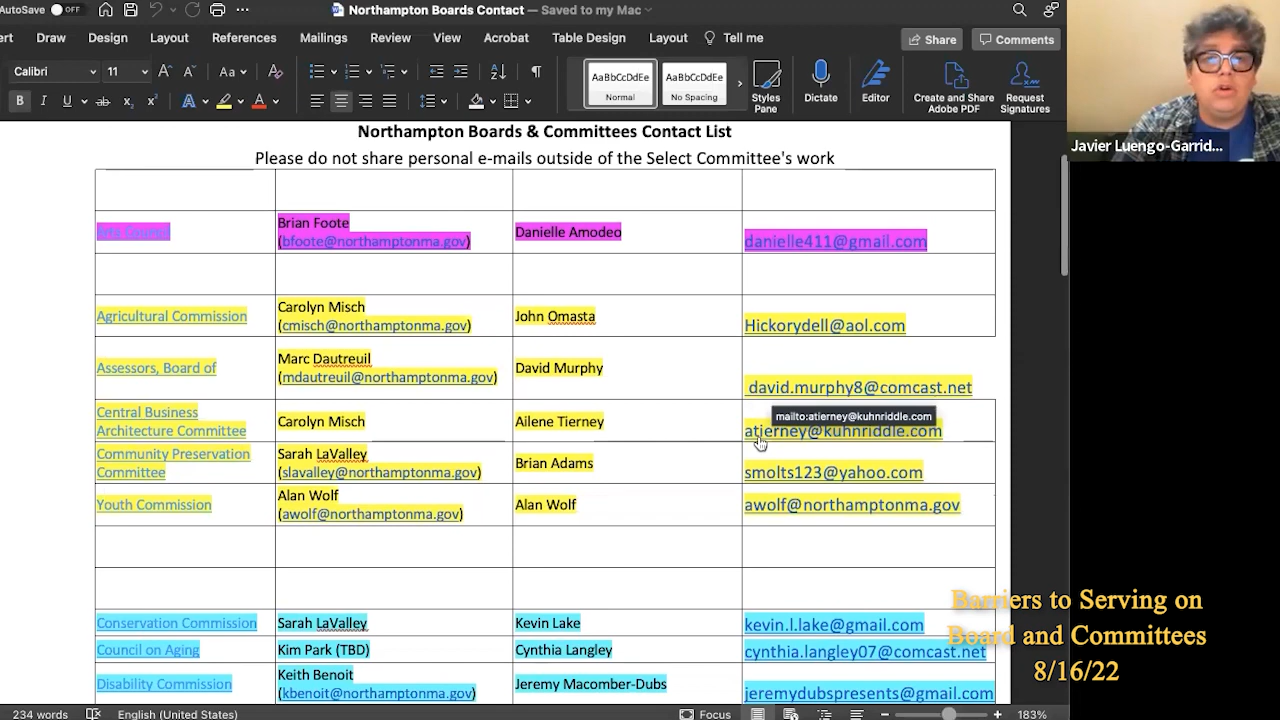 AutoSave OFF Northampton Boards Contact — Saved to my Mac
ert Draw Design Layout References Mailings Review View Acrobat Table Design Layout Tell me Share Comments
Calibri 11 Aa AaBbCcDdEe AaBbCcDdEe
Normal No Spacing Styles Pane Dictate Editor Create and Share Adobe PDF Request Signatures
Javier Luengo-Garrid...
Northampton Boards & Committees Contact List
Please do not share personal e-mails outside of the Select Committee's work
Arts Council Brian Foote (bfoote@northamptonma.gov) Danielle Amodeo danielle411@gmail.com
Agricultural Commission Carolyn Misch (cmisch@northamptonma.gov) John Omasta Hickorydell@aol.com
Assessors, Board of Marc Dautreuil (mdautreuil@northamptonma.gov) David Murphy david.murphy8@comcast.net
mailto:atierney@kuhnriddle.com
Central Business Architecture Committee Carolyn Misch Ailene Tierney atierney@kuhnriddle.com
Community Preservation Committee Sarah LaValley (slavalley@northamptonma.gov) Brian Adams smolts123@yahoo.com
Youth Commission Alan Wolf (awolf@northamptonma.gov) Alan Wolf awolf@northamptonma.gov
Conservation Commission Sarah LaValley Kevin Lake kevin.l.lake@gmail.com
Council on Aging Kim Park (TBD) Cynthia Langley cynthia.langley07@comcast.net
Disability Commission Keith Benoit (kbenoit@northamptonma.gov) Jeremy Macomber-Dubs jeremydubspresents@gmail.com
Barriers to Serving on
Board and Committees
8/16/22
234 words English (United States) Focus 183%